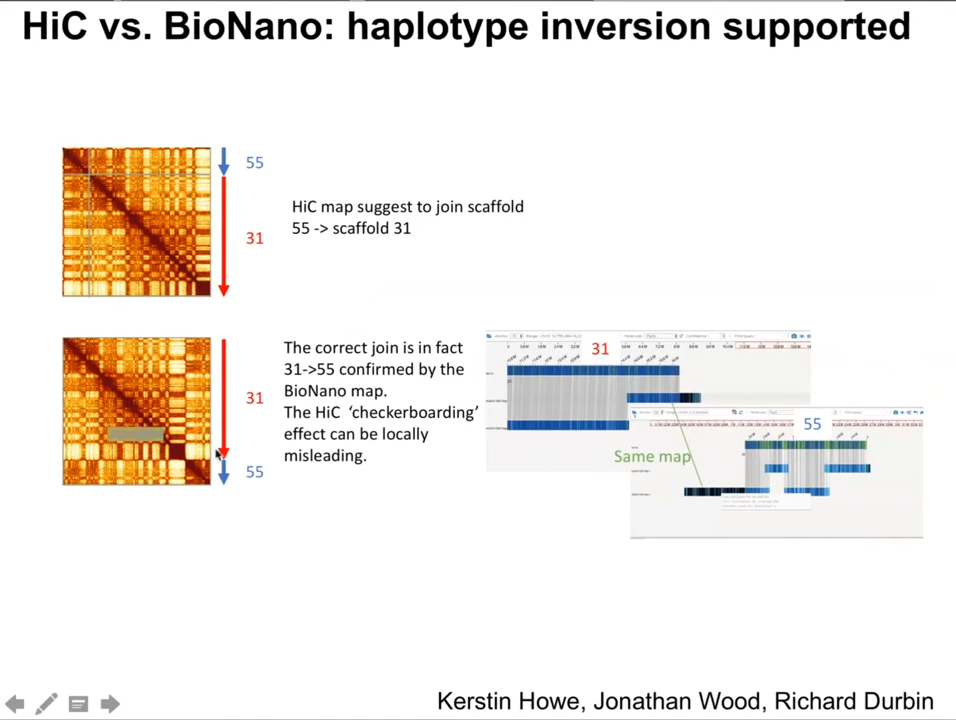 HiC vs. BioNano: haplotype inversion supported
55
31
HiC map suggest to join scaffold
55 -> scaffold 31
31
55
The correct join is in fact
31->55 confirmed by the
BioNano map.
The HiC ‘checkerboarding’
effect can be locally
misleading.
31
55
Same map
Kerstin Howe, Jonathan Wood, Richard Durbin